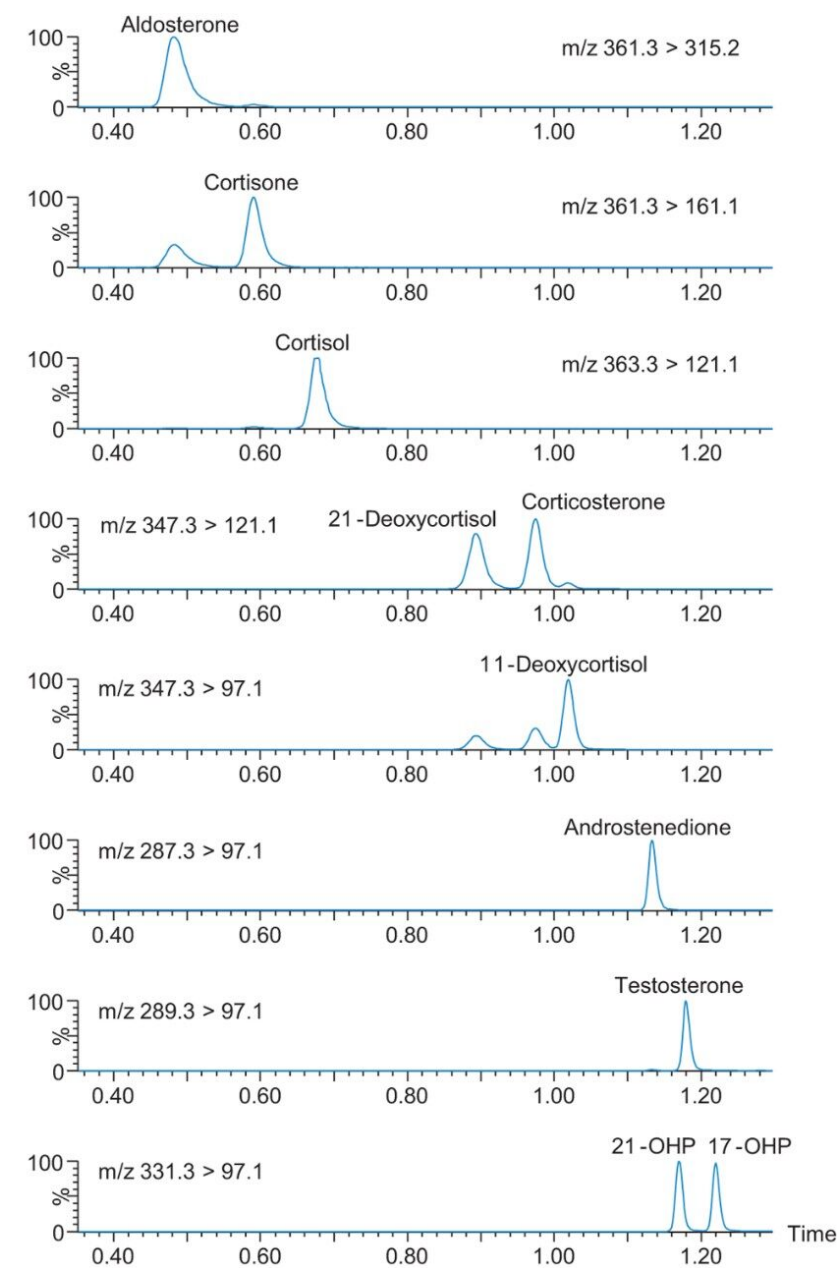 Aldosterone
m/z 361.3 > 315.2
100
%
0
0.40 0.60 0.80 1.00 1.20
Cortisone
m/z 361.3 > 161.1
100
%
0
0.40 0.60 0.80 1.00 1.20
Cortisol
m/z 363.3 > 121.1
100
%
0
0.40 0.60 0.80 1.00 1.20
Corticosterone
m/z 347.3 > 121.1 21-Deoxycortisol
100
%
0
0.40 0.60 0.80 1.00 1.20
11-Deoxycortisol
m/z 347.3 > 97.1
100
%
0
0.40 0.60 0.80 1.00 1.20
Androstenedione
m/z 287.3 > 97.1
100
%
0
0.40 0.60 0.80 1.00 1.20
Testosterone
m/z 289.3 > 97.1
100
%
0
0.40 0.60 0.80 1.00 1.20
21-OHP 17-OHP
m/z 331.3 > 97.1
100
%
0
Time
0.40 0.60 0.80 1.00 1.20